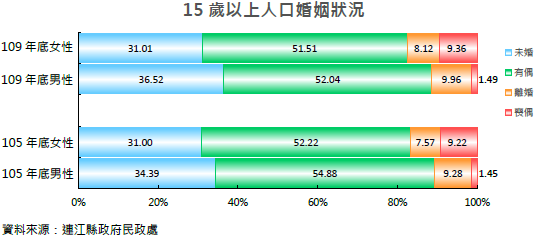 15 歲以上人口婚姻狀況
109 年底女性 31.01 51.51 8.12 9.36
109 年底男性 36.52 52.04 9.96 1.49
105 年底女性 31.00 52.22 7.57 9.22
105 年底男性 34.39 54.88 9.28 1.45
0% 20% 40% 60% 80% 100%
未婚
有偶
離婚
喪偶
資料來源：連江縣政府民政處